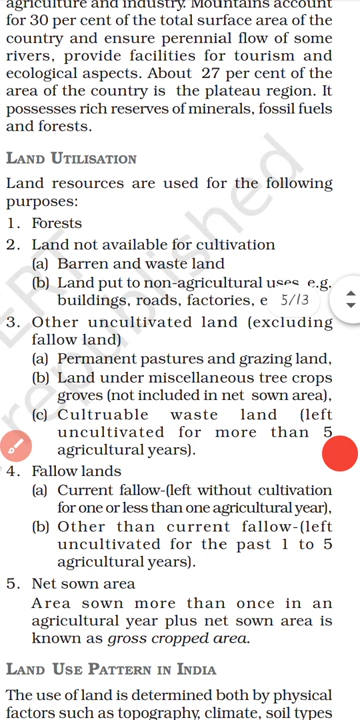 agriculture and industry. Mountains account
for 30 per cent of the total surface area of the
country and ensure perennial flow of some
rivers, provide facilities for tourism and
ecological aspects. About 27 per cent of the
area of the country is the plateau region. It
possesses rich reserves of minerals, fossil fuels
and forests.
LAND UTILISATION
Land resources are used for the following
purposes:
1. Forests
2. Land not available for cultivation
(a) Barren and waste land
(b) Land put to non-agricultural uses e.g.
buildings, roads, factories, e
5/13
3. Other uncultivated land (excluding
fallow land)
(a) Permanent pastures and grazing land,
(b) Land under miscellaneous tree crops
groves (not included in net sown area),
(c) Cultruable waste land (left
uncultivated for more than 5
agricultural years).
4. Fallow lands
(a) Current fallow-(left without cultivation
for one or less than one agricultural year),
(b) Other than current fallow-(left
uncultivated for the past 1 to 5
agricultural years).
5. Net sown area
Area sown more than once in an
agricultural year plus net sown area is
known as gross cropped area.
LAND USE PATTERN IN INDIA
The use of land is determined both by physical
factors such as topography, climate, soil types
republished